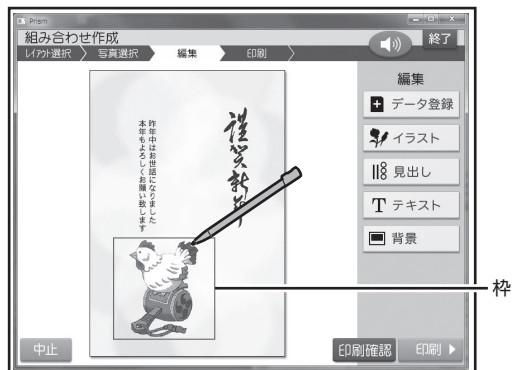 Prism
組み合わせ作成
終了
レイアウト選択
写真選択
編集
印刷
編集
データ登録
イラスト
見出し
テキスト
背景
謹賀新年
昨年中はお世話になりました
本年もよろしくお願い致します
枠
中止
印刷確認
印刷